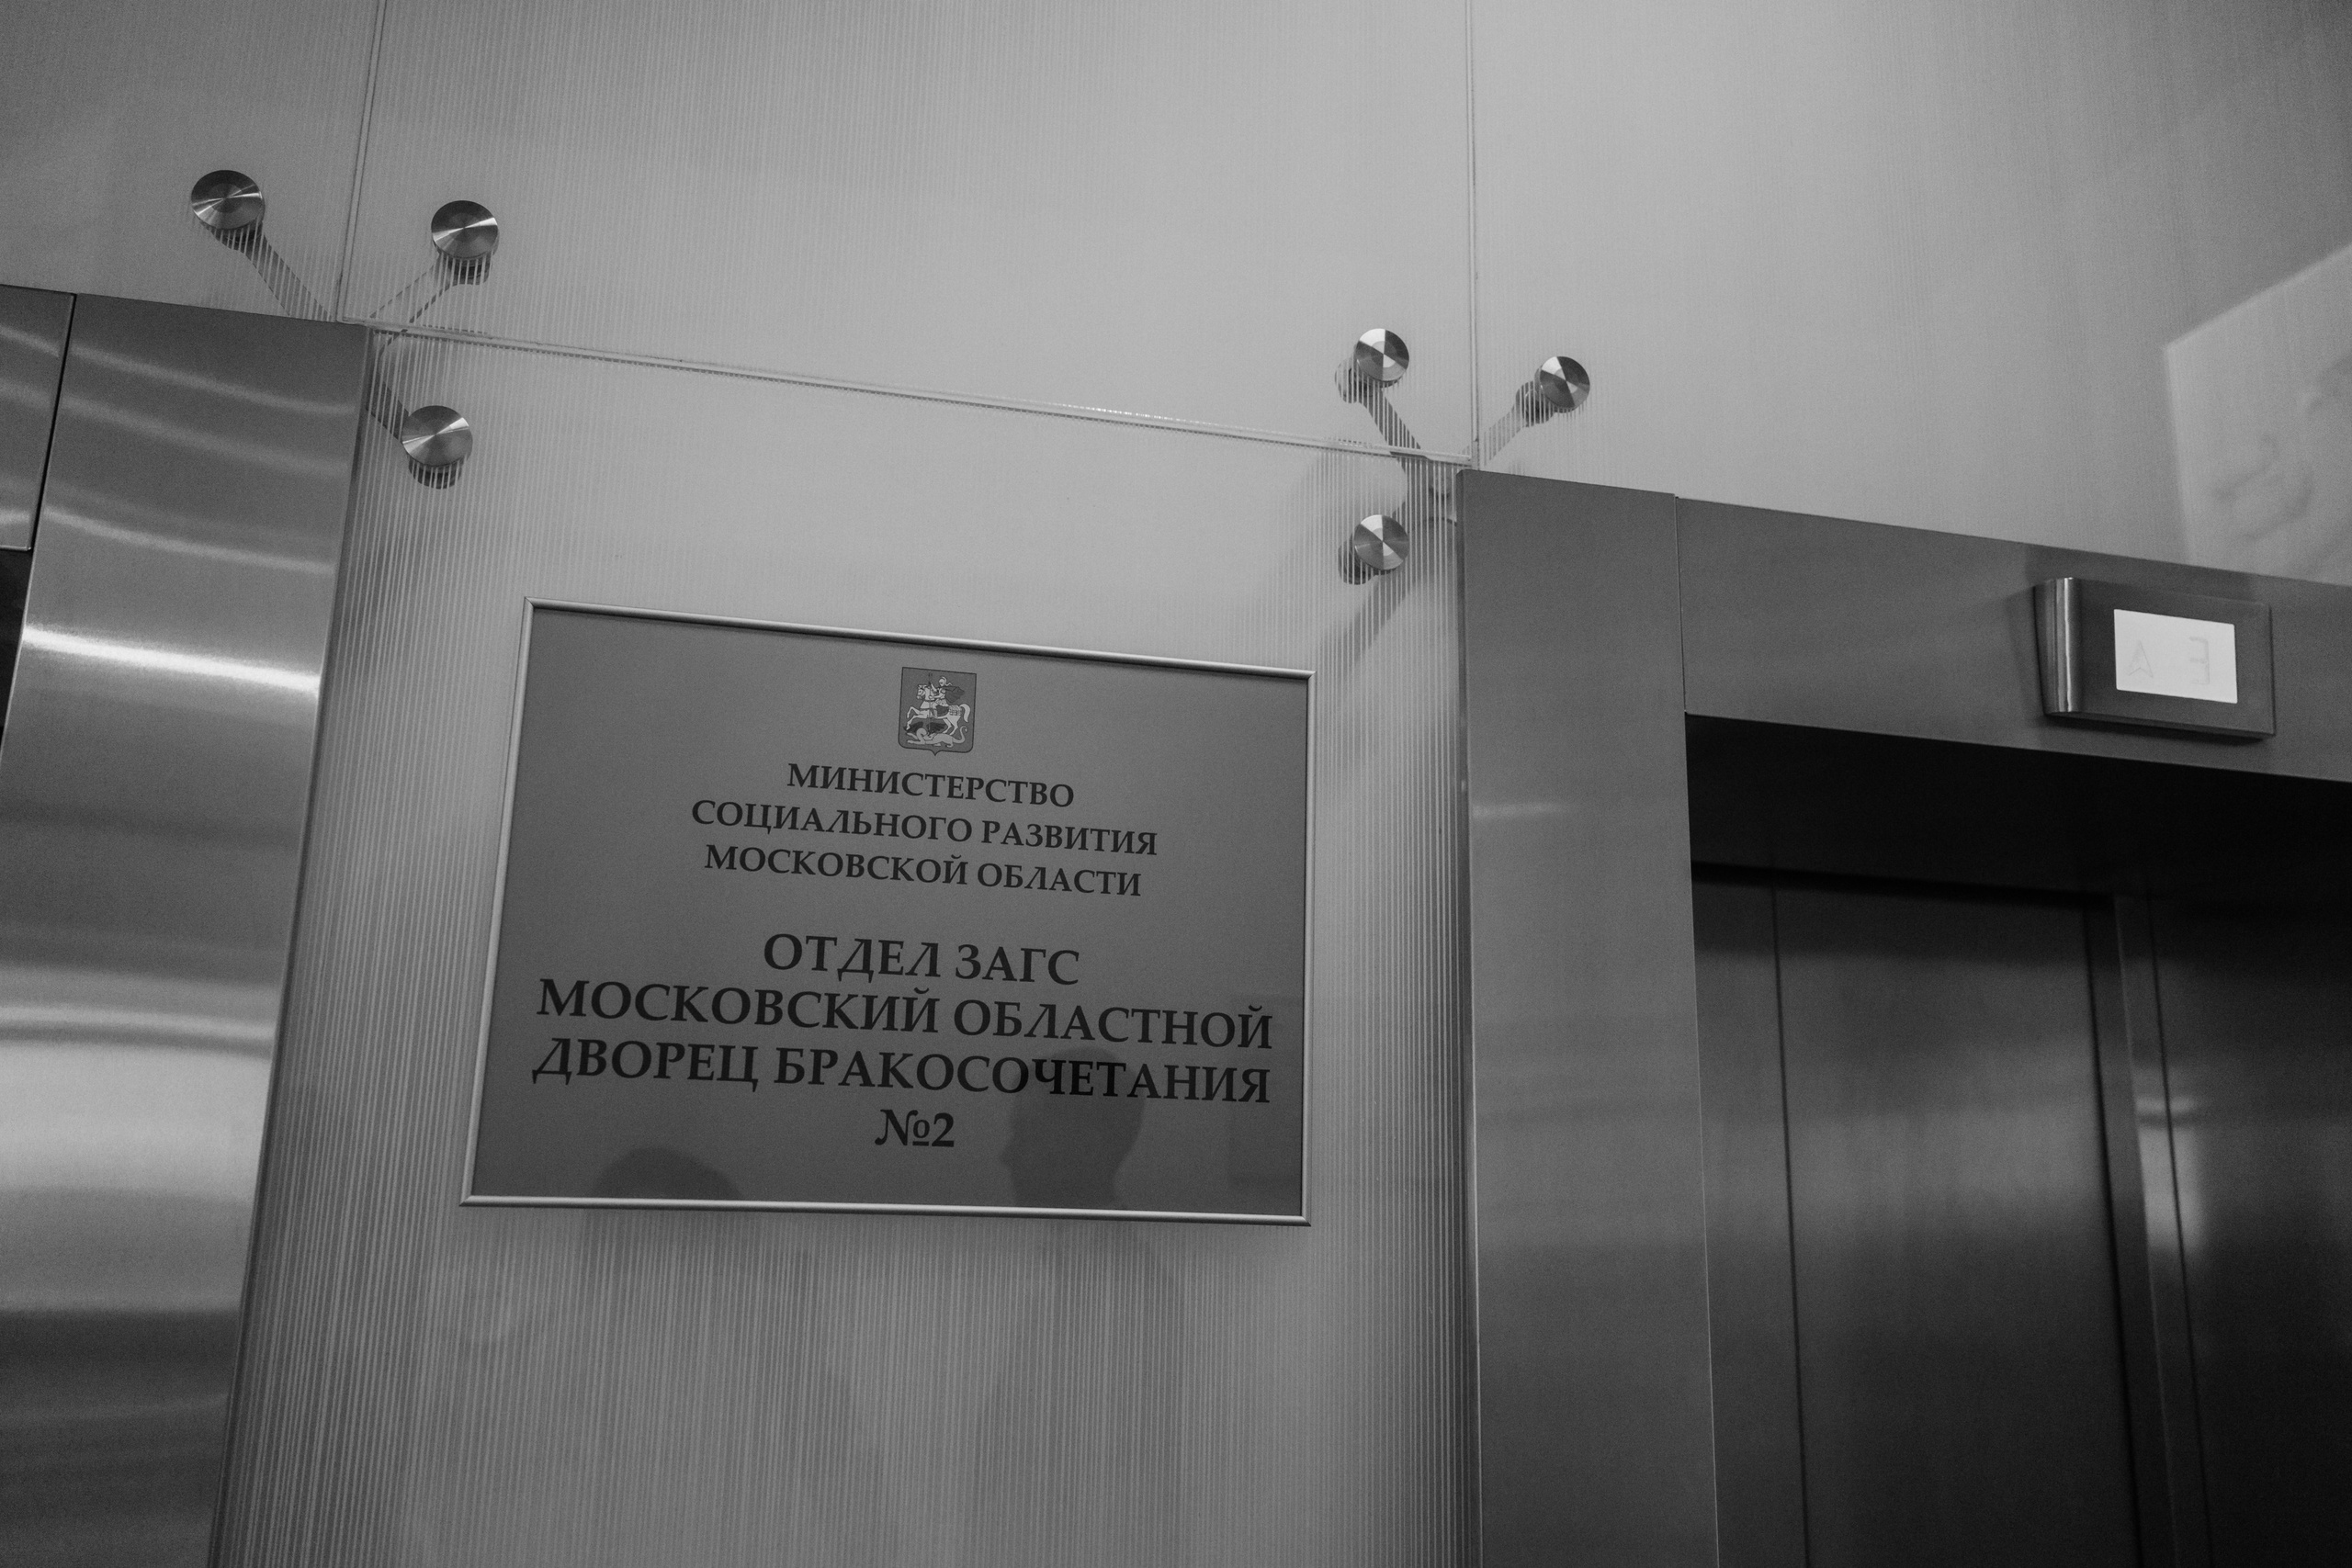 МИНИСТЕРСТВО
СОЦИАЛЬНОГО РАЗВИТИЯ
МОСКОВСКОЙ ОБЛАСТИ
ОТДЕЛ ЗАГС
МОСКОВСКИЙ ОБЛАСТНОЙ
ДВОРЕЦ БРАКОСОЧЕТАНИЯ
№2